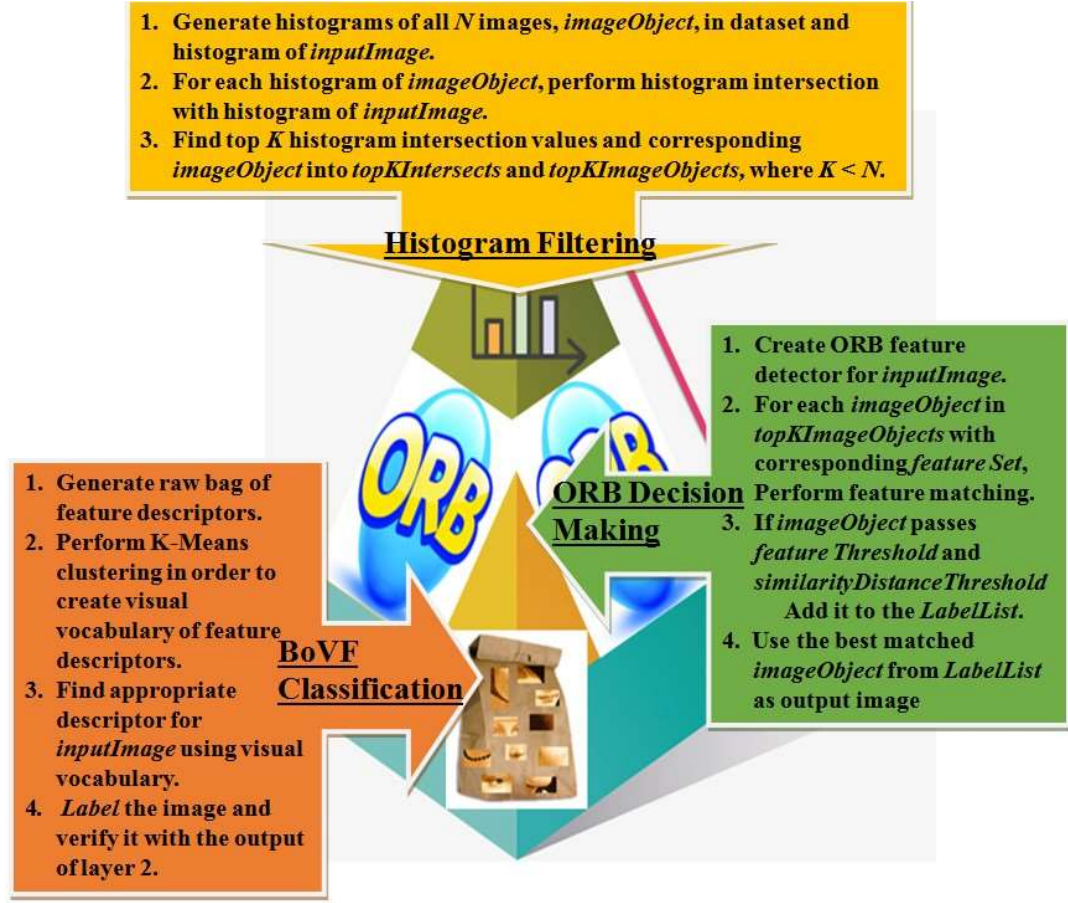 1. Generate histograms of all N images, imageObject, in dataset and
histogram of inputImage.
2. For each histogram of imageObject, perform histogram intersection
with histogram of inputImage.
3. Find top K histogram intersection values and corresponding
imageObject into topKIntersects and topKImageObjects, where K < N.
Histogram Filtering
ORB
1. Create ORB feature
detector for inputImage.
2. For each imageObject in
topKImageObjects with
corresponding feature Set,
Perform feature matching.
3. If imageObject passes
feature Threshold and
similarityDistanceThreshold
Add it to the LabelList.
4. Use the best matched
imageObject from LabelList
as output image
ORB Decision
Making
1. Generate raw bag of
feature descriptors.
2. Perform K-Means
clustering in order to
create visual
vocabulary of feature
descriptors.
3. Find appropriate
descriptor for
inputImage using visual
vocabulary.
4. Label the image and
verify it with the output
of layer 2.
BoVF
Classification